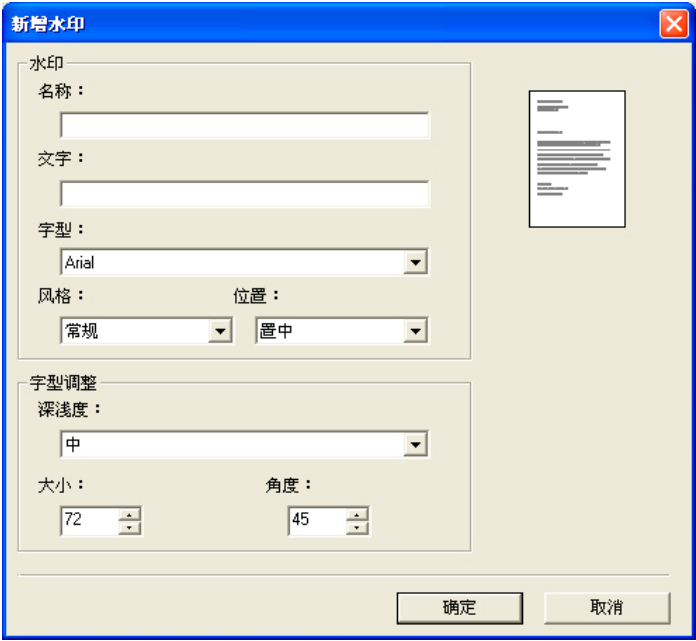 新增水印
水印
名称：
文字：
字型：
Arial
风格： 位置：
常规 置中
字型调整
深浅度：
中
大小： 角度：
72 45
确定 取消